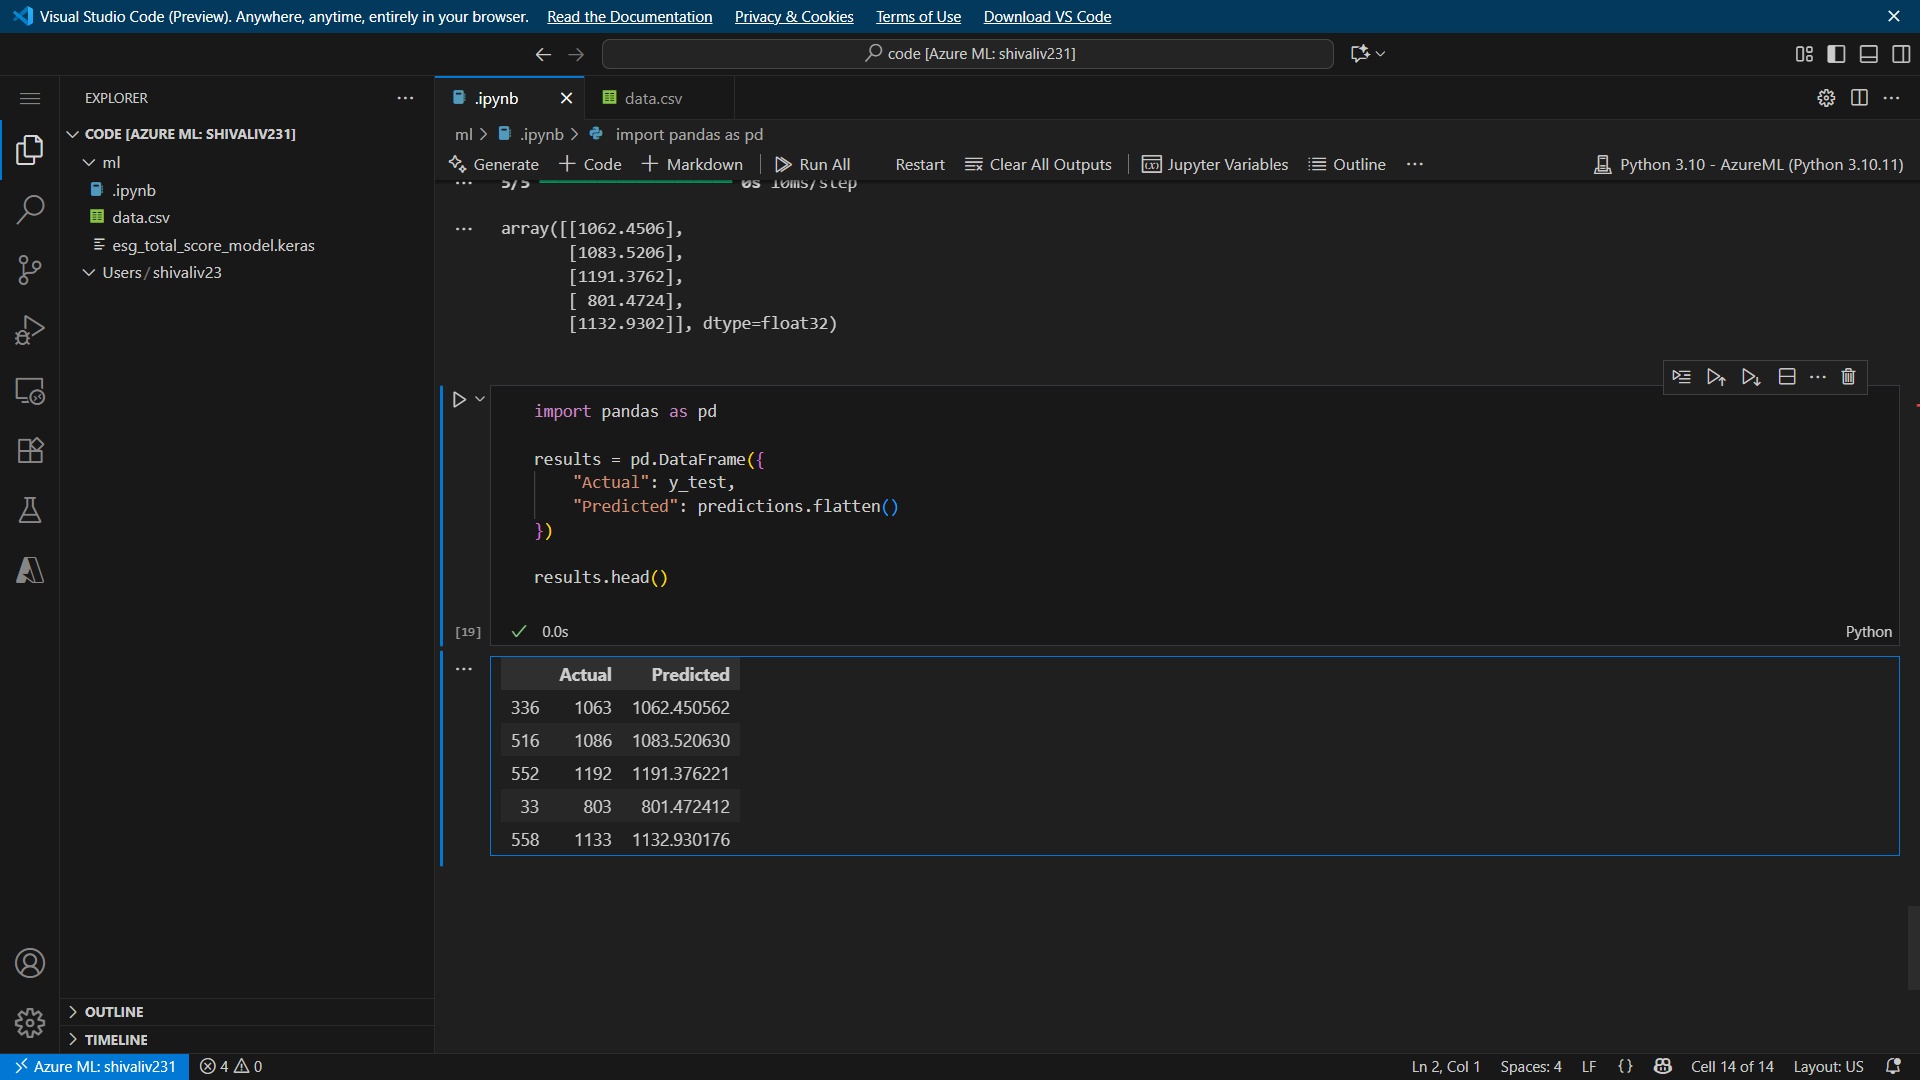 Visual Studio Code (Preview). Anywhere, anytime, entirely in your browser. Read the Documentation Privacy & Cookies Terms of Use Download VS Code
code [Azure ML: shivaliv231]
EXPLORER
CODE [AZURE ML: SHIVALIV231]
ml
.ipynb
data.csv
esg_total_score_model.keras
Users / shivaliv23
OUTLINE
TIMELINE
.ipynb
data.csv
ml > .ipynb > import pandas as pd
Generate + Code + Markdown Run All Restart Clear All Outputs Jupyter Variables Outline ... Python 3.10 - AzureML (Python 3.10.11)
... 5/5 0s 10ms/step
... array([[1062.4506],
[1083.5206],
[1191.3762],
[ 801.4724],
[1132.9302]], dtype=float32)
import pandas as pd
results = pd.DataFrame({
"Actual": y_test,
"Predicted": predictions.flatten()
})
results.head()
[19] 0.0s Python
... Actual Predicted
336 1063 1062.450562
516 1086 1083.520630
552 1192 1191.376221
33 803 801.472412
558 1133 1132.930176
Azure ML: shivaliv231 4 0 Ln 2, Col 1 Spaces: 4 LF {} Cell 14 of 14 Layout: US